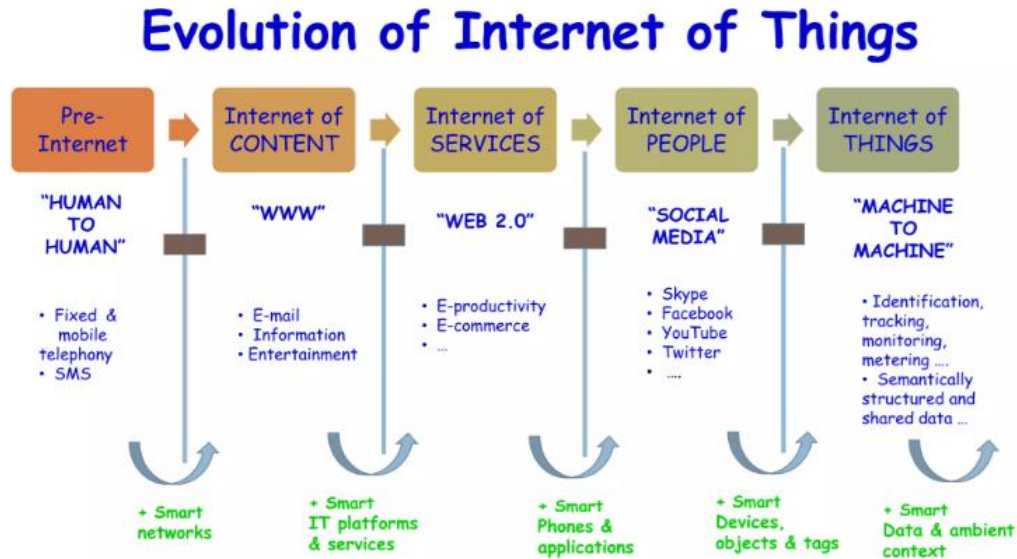 Evolution of Internet of Things
Pre-
Internet
Internet of
CONTENT
Internet of
SERVICES
Internet of
PEOPLE
Internet of
THINGS
"HUMAN
TO
HUMAN"
"WWW"
"WEB 2.0"
"SOCIAL
MEDIA"
"MACHINE
TO
MACHINE"
• Fixed &
mobile
telephony
• SMS
• E-mail
• Information
• Entertainment
• E-productivity
• E-commerce
• ...
• Skype
• Facebook
• YouTube
• Twitter
• ....
• Identification,
tracking,
monitoring,
metering ....
• Semantically
structured and
shared data ...
+ Smart
networks
+ Smart
IT platforms
& services
+ Smart
Phones &
applications
+ Smart
Devices,
objects & tags
+ Smart
Data & ambient
context